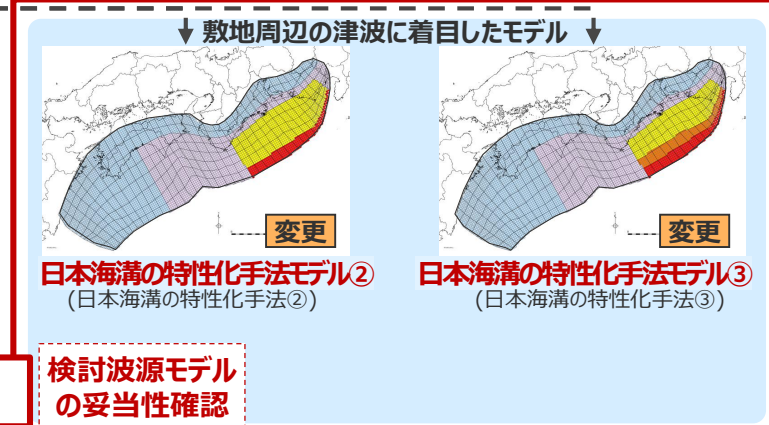 敷地周辺の津波に着目したモデル
変更
変更
日本海溝の特性化手法モデル②
(日本海溝の特性化手法②)
日本海溝の特性化手法モデル③
(日本海溝の特性化手法③)
検討波源モデル
の妥当性確認